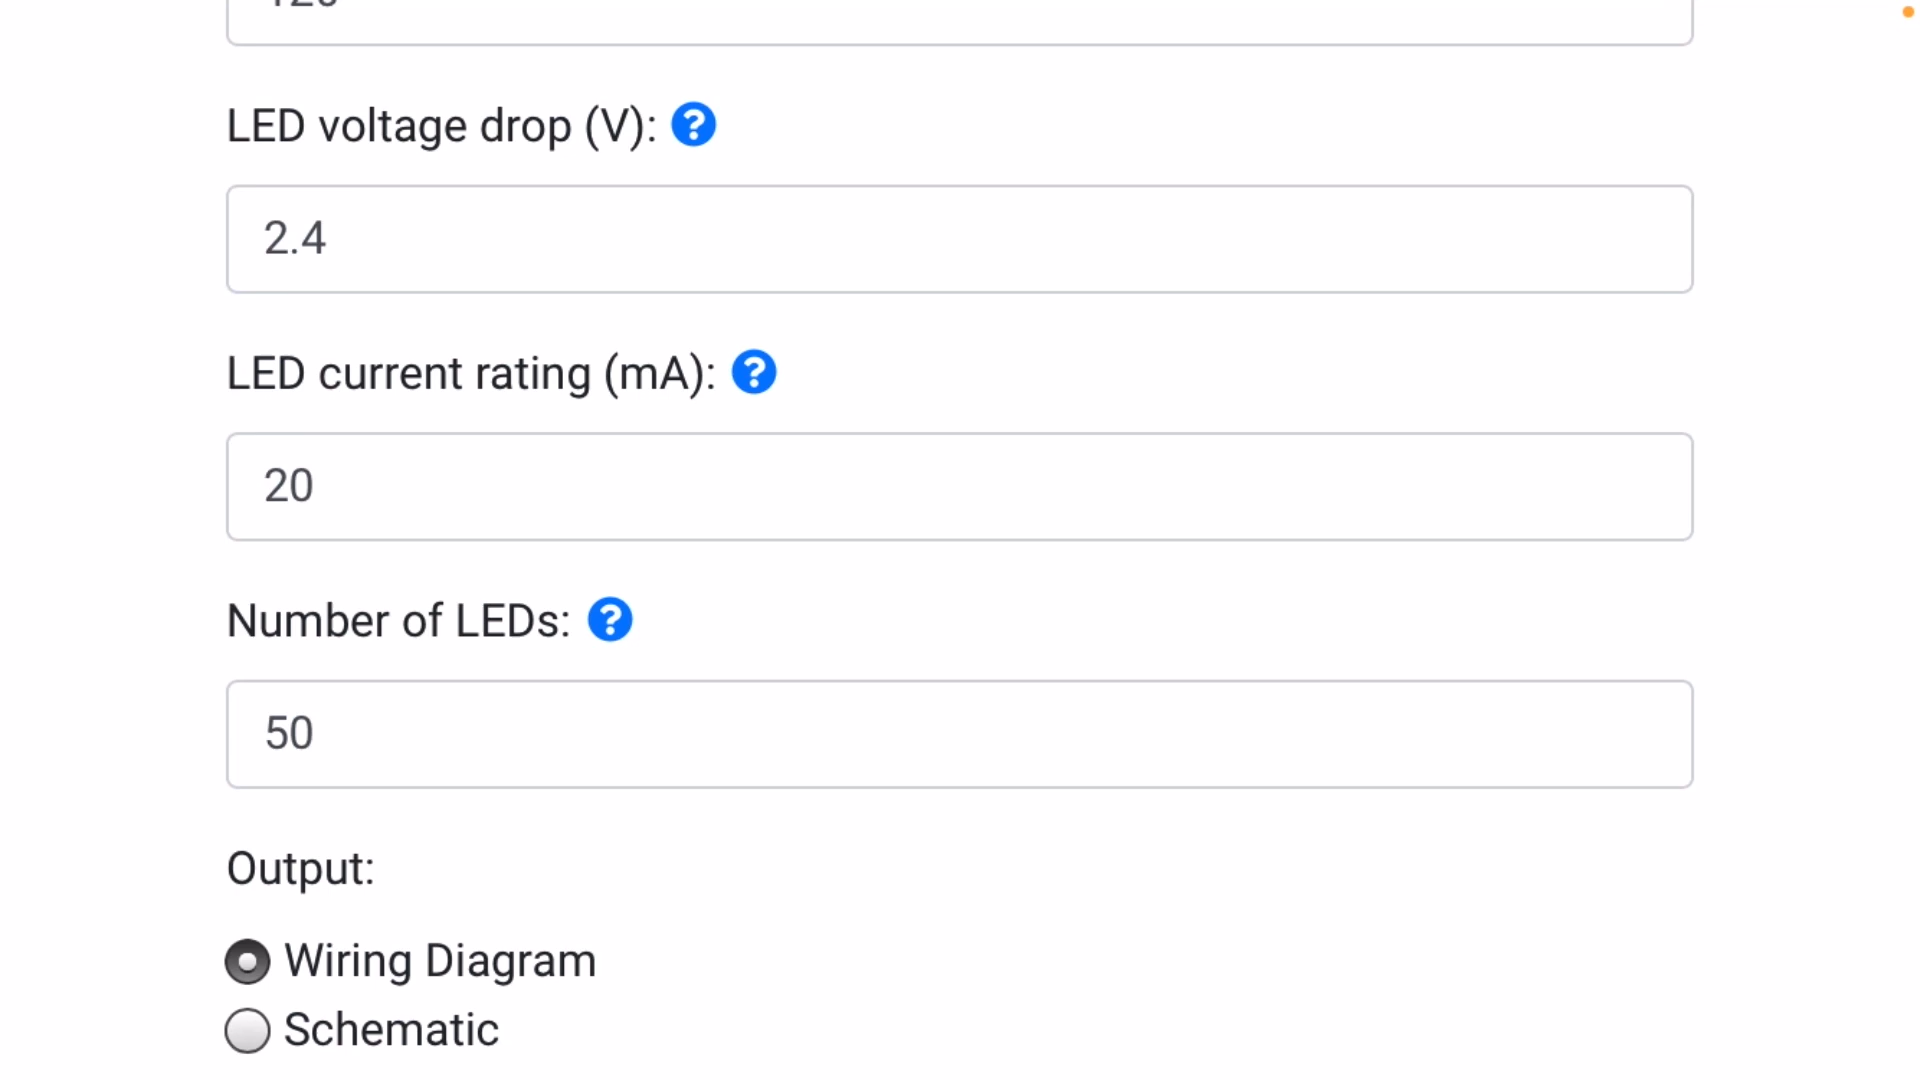 LED voltage drop (V):
2.4
LED current rating (mA):
20
Number of LEDs:
50
Output:
Wiring Diagram
Schematic